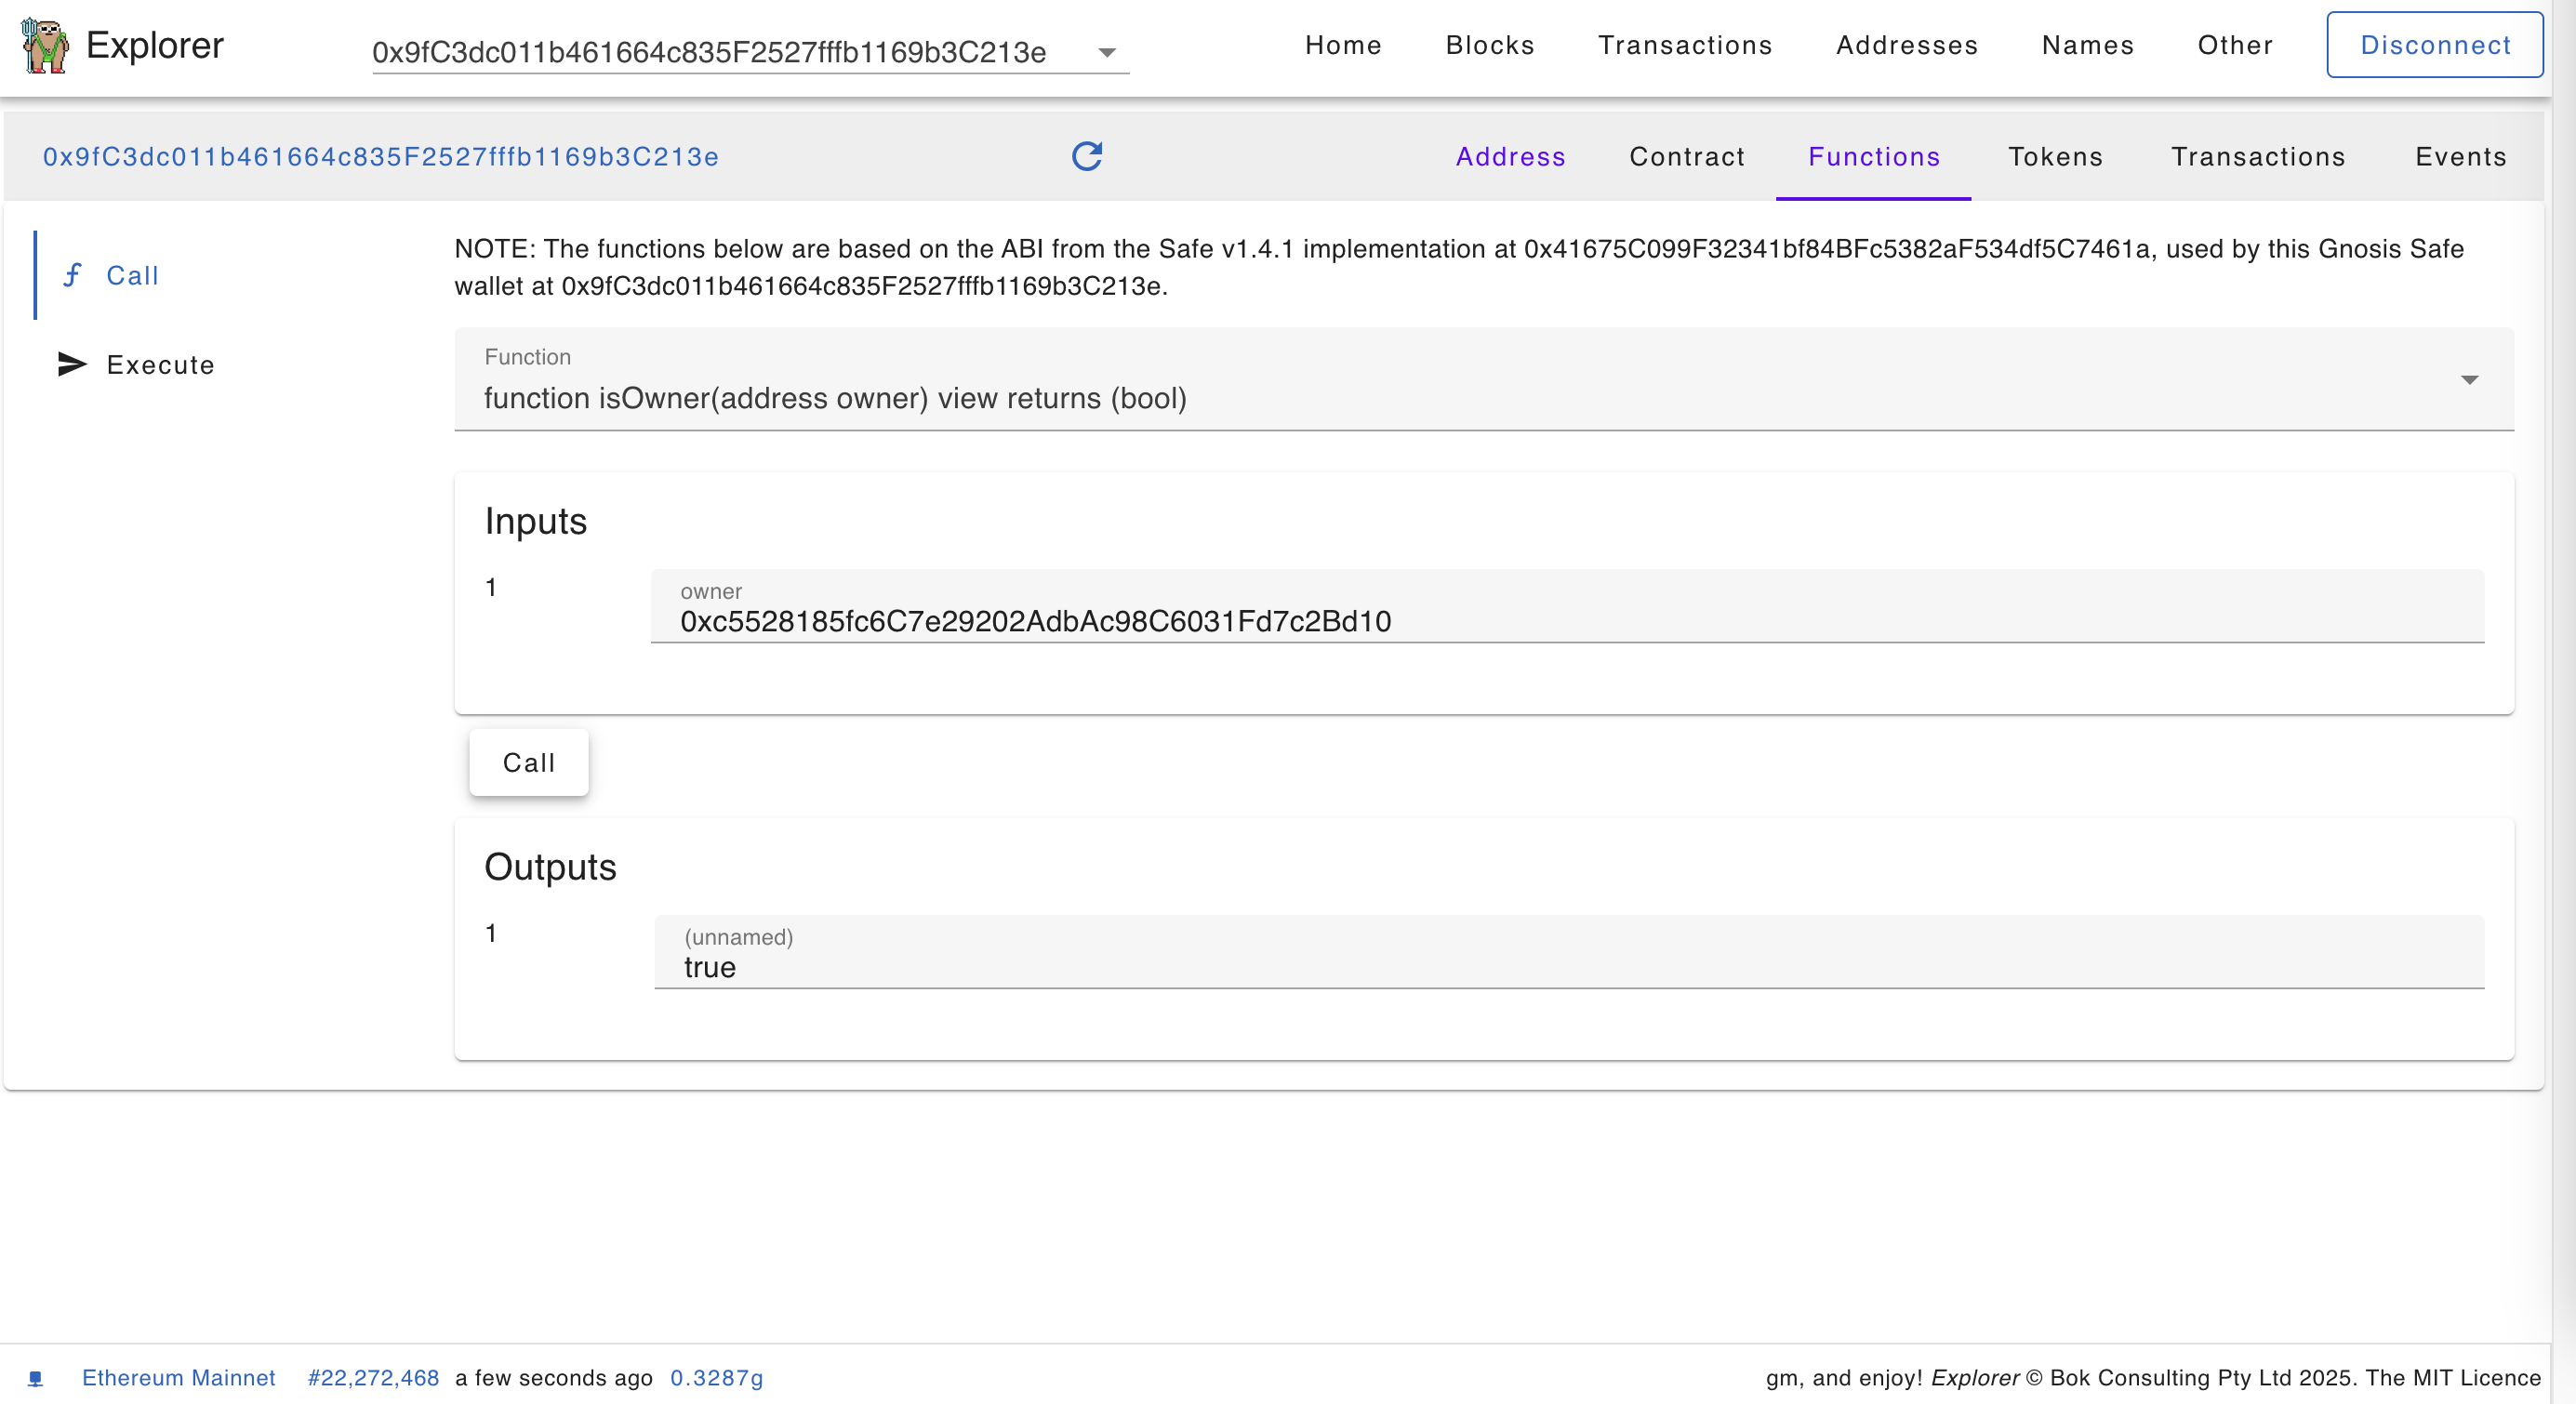 Explorer
0x9fC3dc011b461664c835F2527fffb1169b3C213e
Home
Blocks
Transactions
Addresses
Names
Other
Disconnect
0x9fC3dc011b461664c835F2527fffb1169b3C213e
Address
Contract
Functions
Tokens
Transactions
Events
Call
Execute
NOTE: The functions below are based on the ABI from the Safe v1.4.1 implementation at 0x41675C099F32341bf84BFc5382aF534df5C7461a, used by this Gnosis Safe
wallet at 0x9fC3dc011b461664c835F2527fffb1169b3C213e.
Function
function isOwner(address owner) view returns (bool)
Inputs
1
owner
0xc5528185fc6C7e29202AdbAc98C6031Fd7c2Bd10
Call
Outputs
1
(unnamed)
true
Ethereum Mainnet #22,272,468 a few seconds ago 0.3287g
gm, and enjoy! Explorer © Bok Consulting Pty Ltd 2025. The MIT Licence